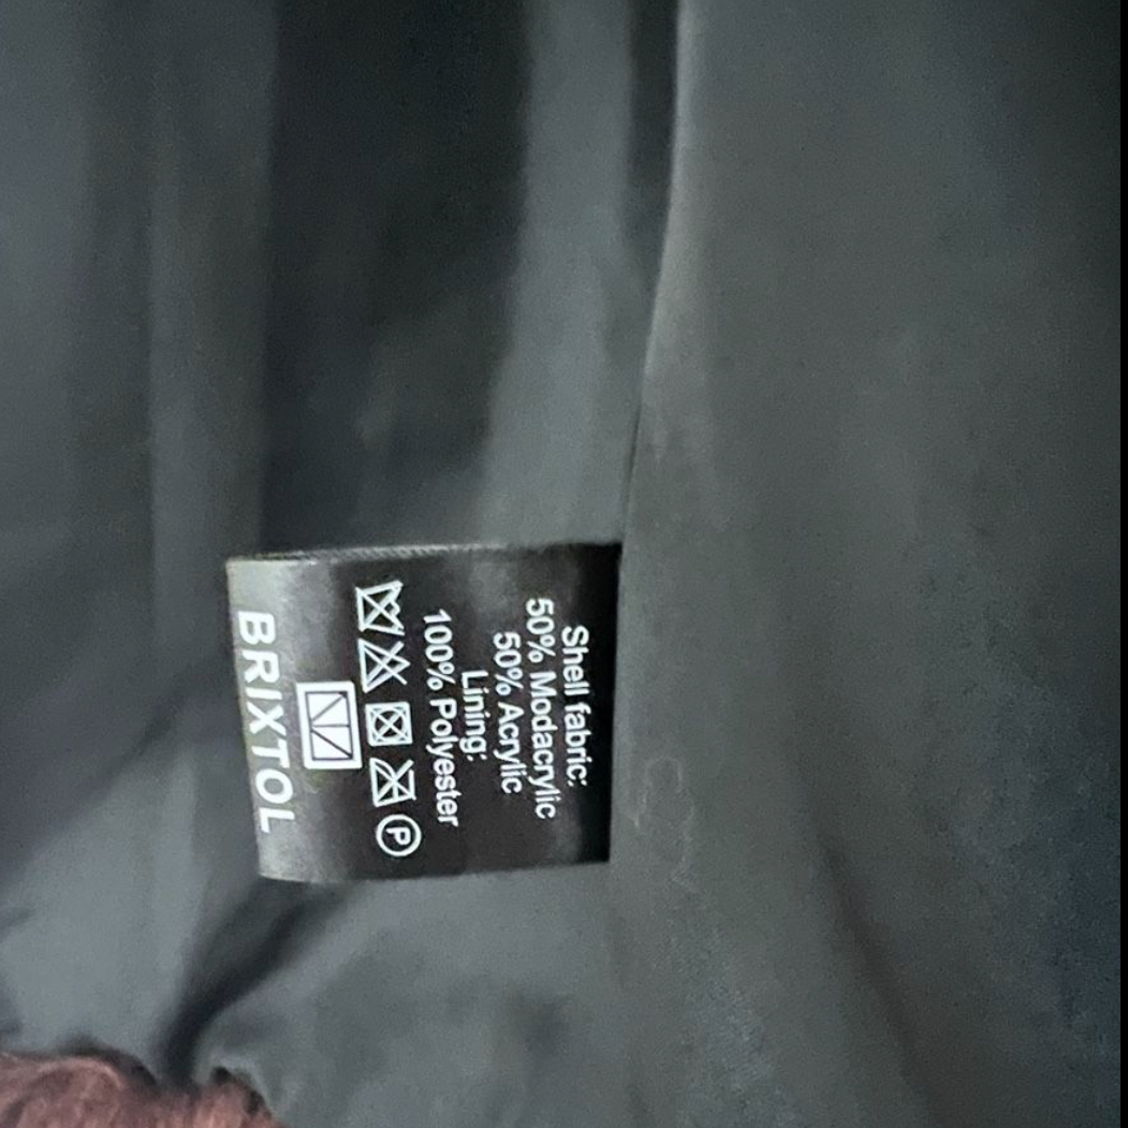 Shell fabric:
50% Modacrylic
50% Acrylic
Lining:
100% Polyester
P
BRIXTOL